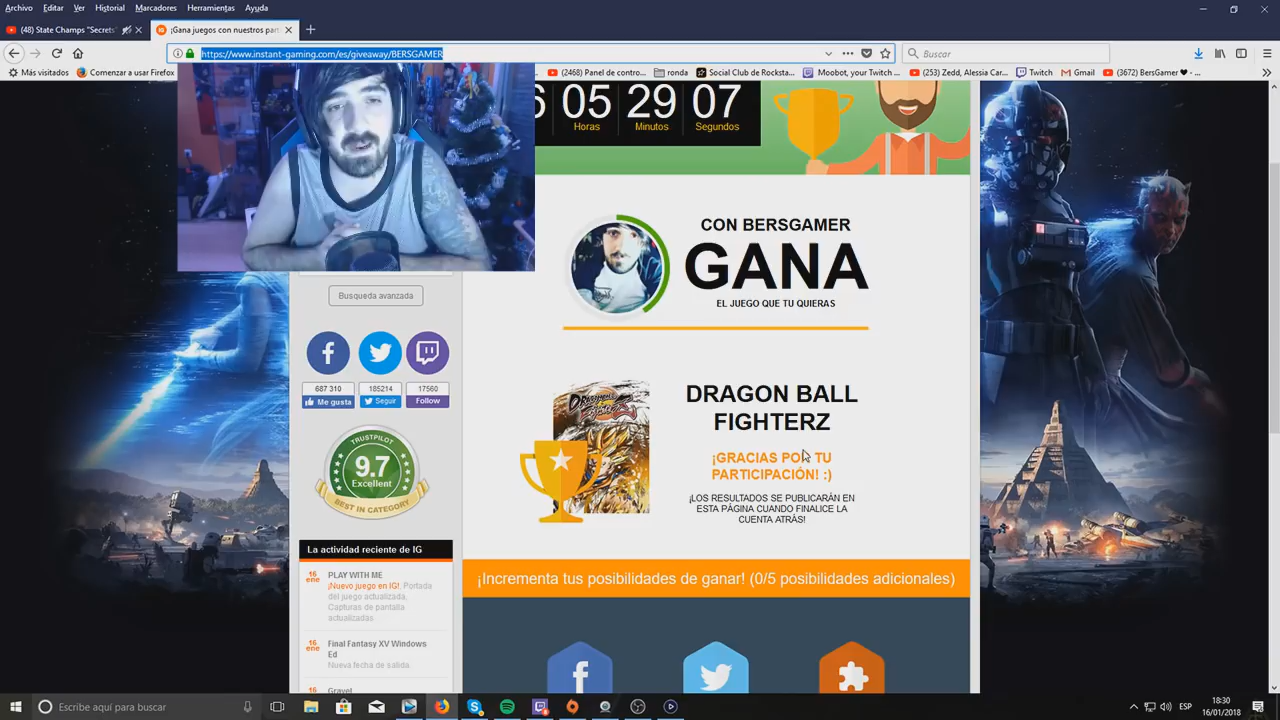 Archivo Editar Ver Historial Marcadores Herramientas Ayuda
(48) State Champs "Secrets"
¡Gana juegos con nuestros part
https://www.instant-gaming.com/es/giveaway/BERSGAMER
Buscar
Más visitados Comenzar a usar Firefox (2468) Panel de contro... ronda Social Club de Rocksta... Moobot, your Twitch ... (253) Zedd, Alessia Car... Twitch Gmail (3672) BersGamer ♥ - ...
05 29 07
Horas Minutos Segundos
CON BERSGAMER
GANA
EL JUEGO QUE TU QUIERAS
Busqueda avanzada
687 310 185214 17560
Me gusta Seguir Follow
TRUSTPILOT
9.7
Excellent
BEST IN CATEGORY
DRAGON BALL
FIGHTERZ
¡GRACIAS POR TU
PARTICIPACIÓN! :)
¡LOS RESULTADOS SE PUBLICARÁN EN
ESTA PÁGINA CUANDO FINALICE LA
CUENTA ATRÁS!
La actividad reciente de IG
16 ene PLAY WITH ME
¡Nuevo juego en IG!, Portada
del juego actualizada,
Capturas de pantalla
actualizadas
16 ene Final Fantasy XV Windows
Ed
Nueva fecha de salida.
16 Gravel
¡Incrementa tus posibilidades de ganar! (0/5 posibilidades adicionales)
Escribe aquí para buscar
ESP
18:30
16/01/2018